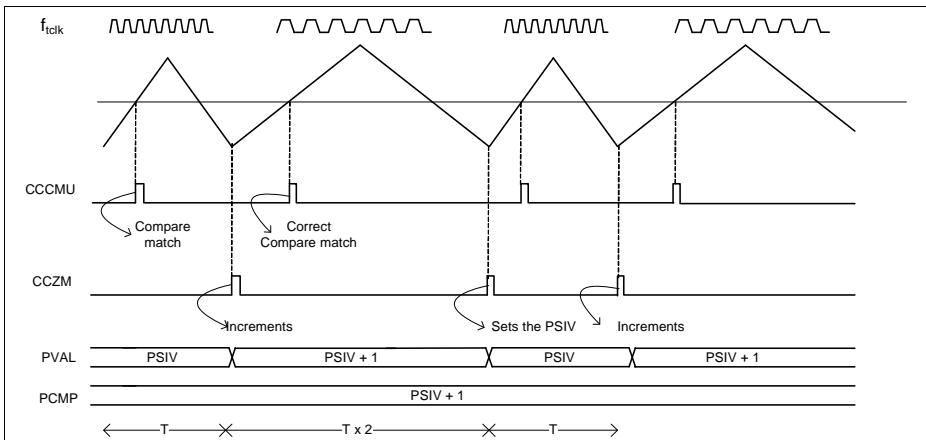 ftclk
CCCMU
Compare
match
Correct
Compare match
CCZM
Increments
Sets the PSIV
Increments
PVAL
PSIV
PSIV + 1
PSIV
PSIV + 1
PCMP
PSIV + 1
T
T x 2
T